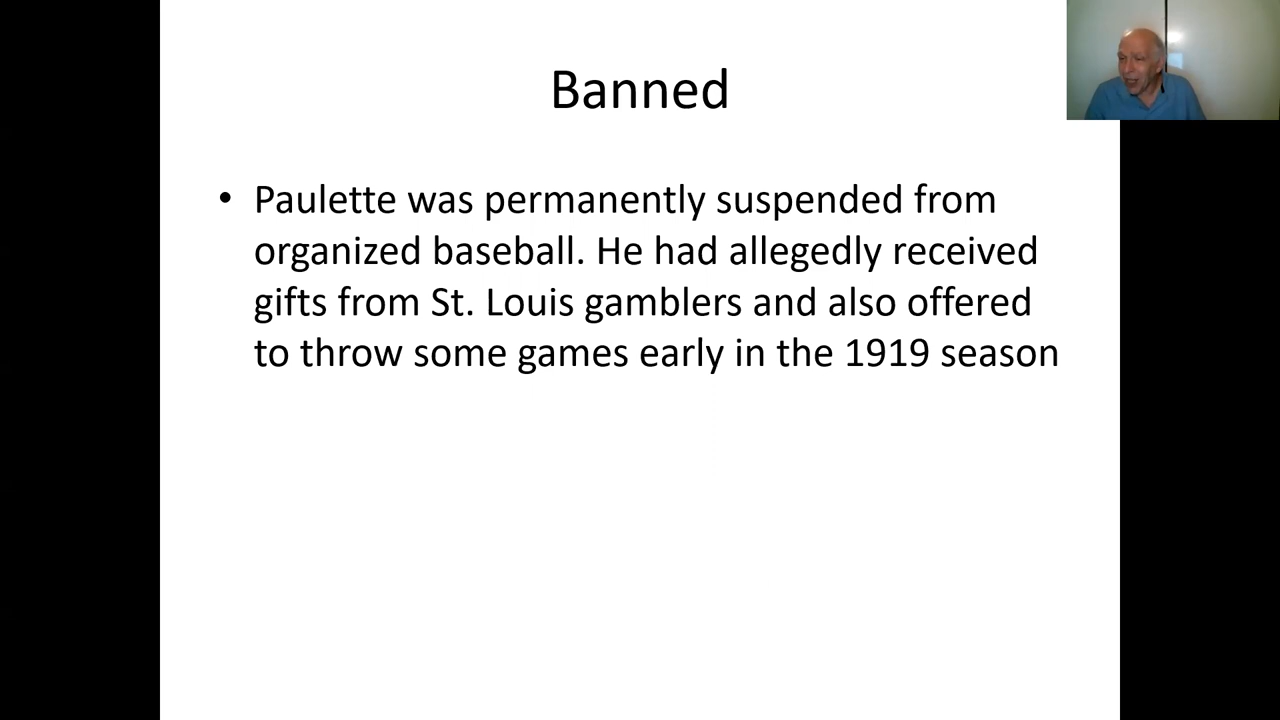 Banned
• Paulette was permanently suspended from
organized baseball. He had allegedly received
gifts from St. Louis gamblers and also offered
to throw some games early in the 1919 season